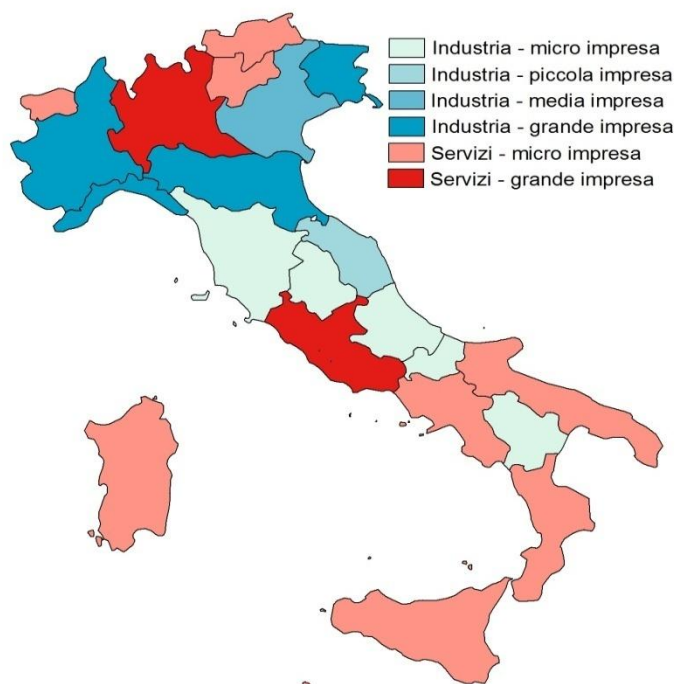 Industria - micro impresa
Industria - piccola impresa
Industria - media impresa
Industria - grande impresa
Servizi - micro impresa
Servizi - grande impresa